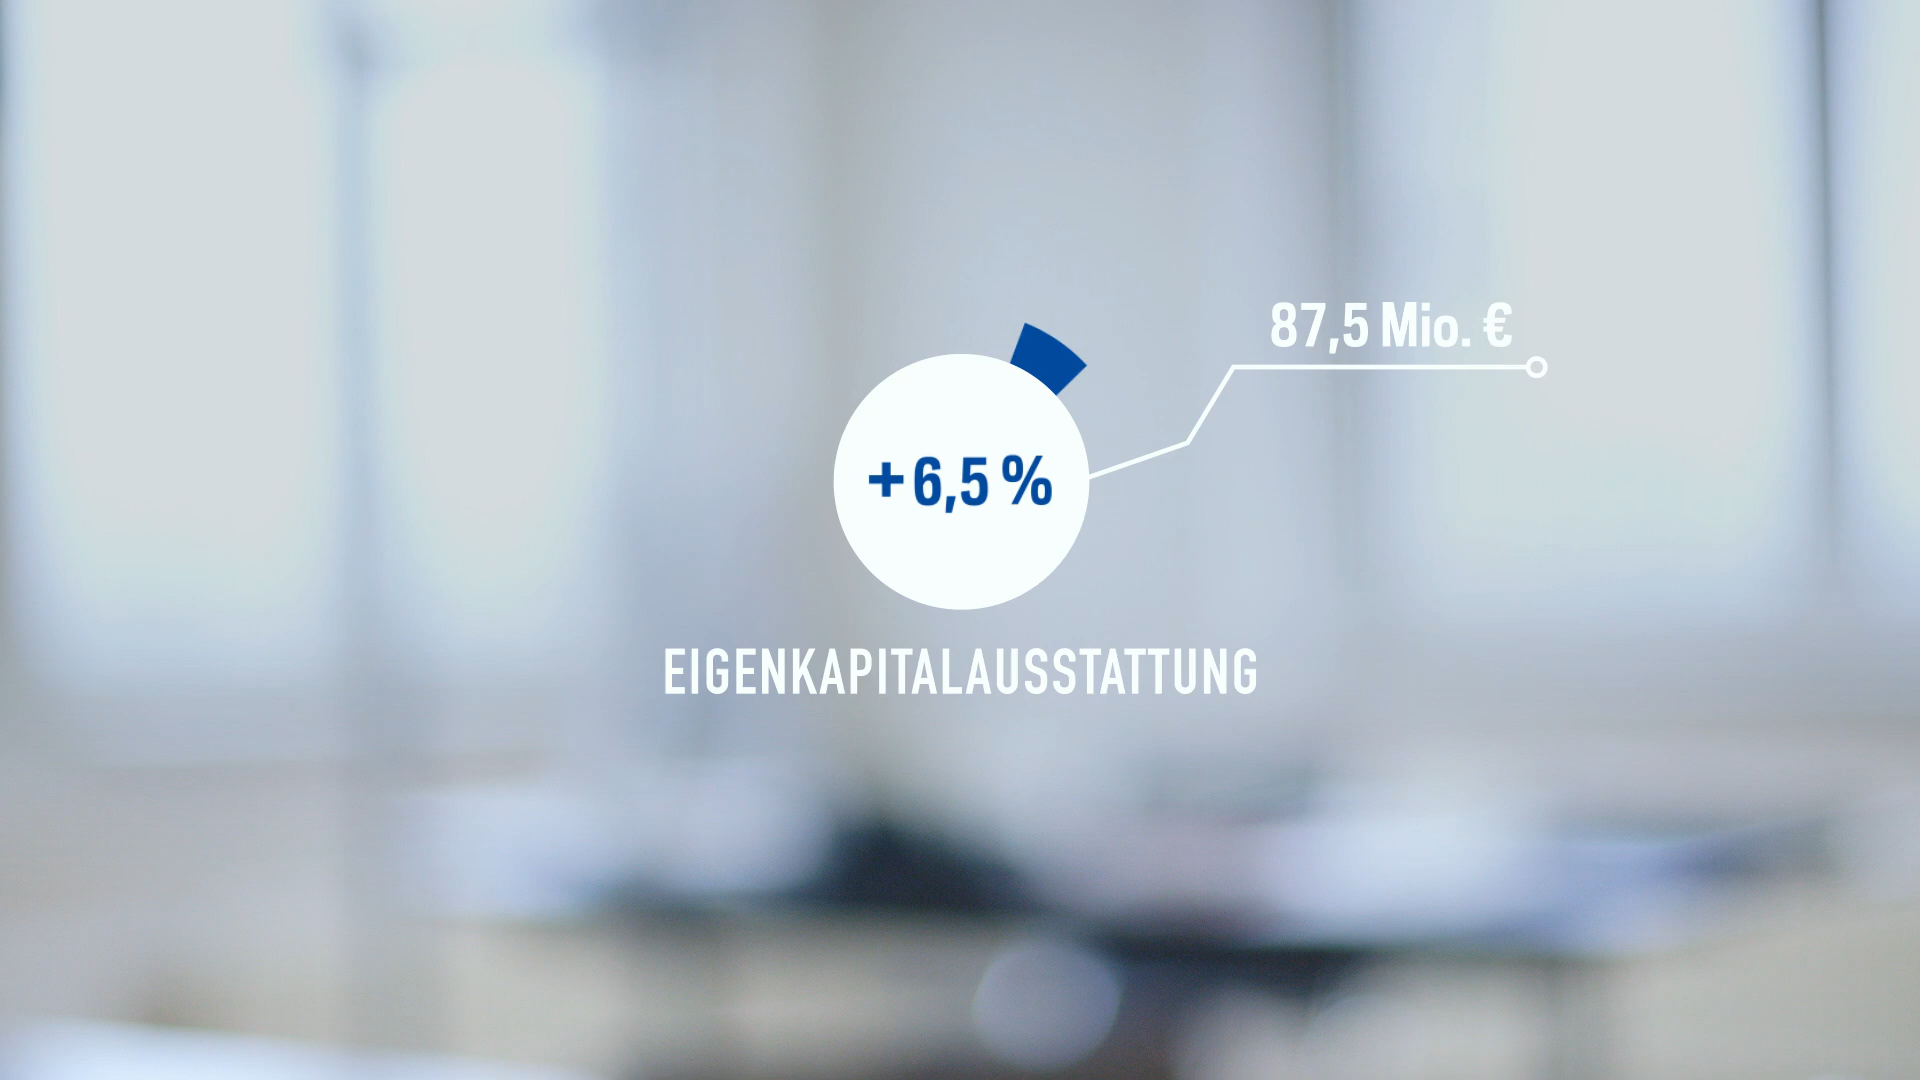 87,5 Mio. €
+6,5 %
EIGENKAPITALAUSSTATTUNG